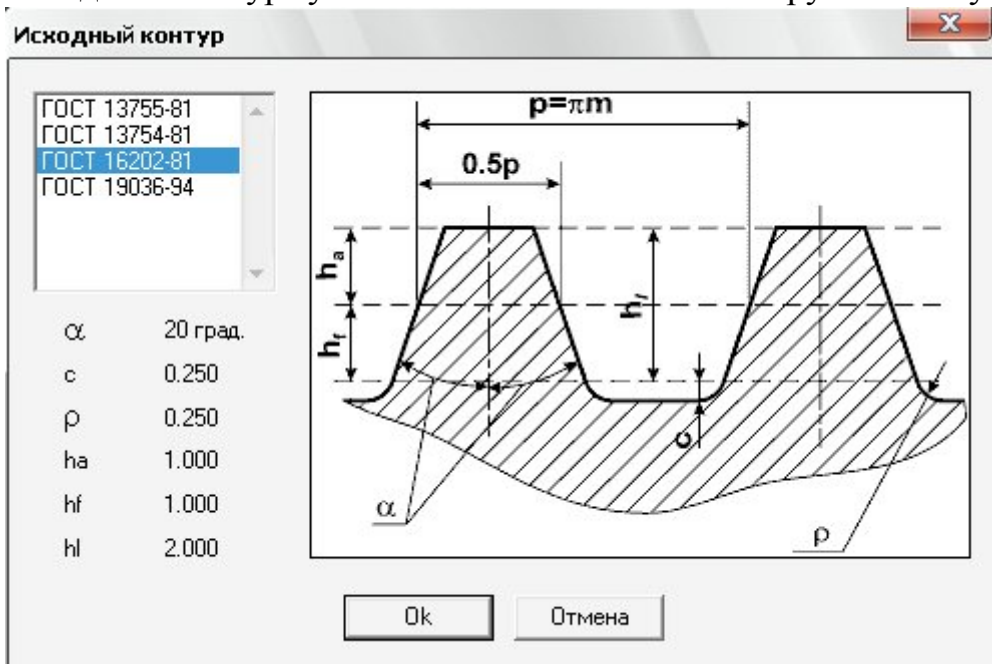 Исходный контур
ГОСТ 13755-81
ГОСТ 13754-81
ГОСТ 16202-81
ГОСТ 19036-94
α 20 град.
c 0.250
ρ 0.250
ha 1.000
hf 1.000
hl 2.000
p=πm
0.5p
ha
hf
hl
c
α
ρ
Ok
Отмена